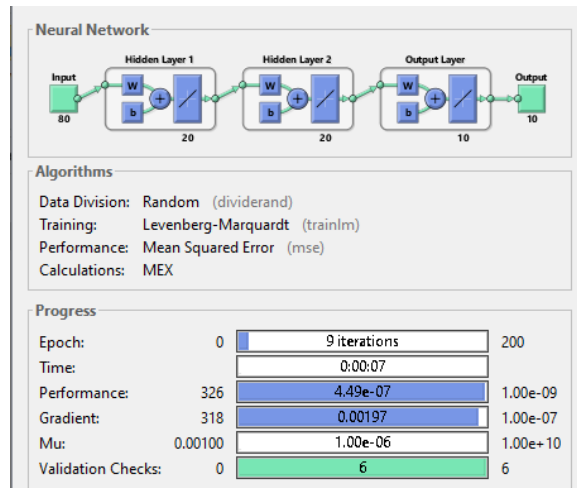 Neural Network
Hidden Layer 1 Hidden Layer 2 Output Layer
Input Output
W W W
+ + +
b b b
80 10
20 20 10
Algorithms
Data Division: Random (dividerand)
Training: Levenberg-Marquardt (trainlm)
Performance: Mean Squared Error (mse)
Calculations: MEX
Progress
Epoch: 0 9 iterations 200
Time: 0:00:07
Performance: 326 4.49e-07 1.00e-09
Gradient: 318 0.00197 1.00e-07
Mu: 0.00100 1.00e-06 1.00e+10
Validation Checks: 0 6 6